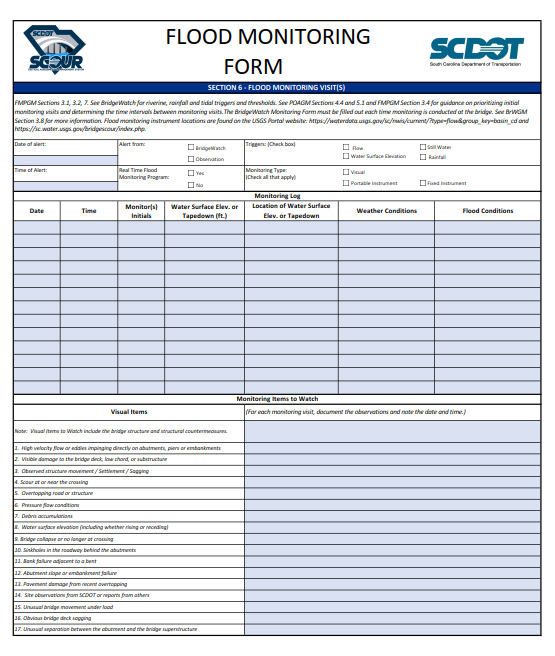 SCDOT
SCOUR
FLOOD MONITORING
FORM
SCDOT
South Carolina Department of Transportation
SECTION 6 - FLOOD MONITORING VISIT(S)
FMPGM Sections 3.1, 3.2, 7. See BridgeWatch for riverine, rainfall and tidal triggers and thresholds. See POAGM Sections 4.4 and 5.1 and FMPGM Section 3.4 for guidance on prioritizing initial
monitoring visits and determining the time intervals between monitoring visits.The BridgeWatch Monitoring Form must be filled out each time monitoring is conducted at the bridge. See BrWGM
Section 3.8 for more information. Flood monitoring instrument locations are found on the USGS Portal website: https://waterdata.usgs.gov/sc/nwis/current/?type=flow&group_key=basin_cd and
https://sc.water.usgs.gov/bridgescour/index.php.
Date of alert:
Alert from:
BridgeWatch
Observation
Triggers: (Check box)
Flow
Still Water
Water Surface Elevation
Rainfall
Time of Alert:
Real Time Flood
Monitoring Program:
Yes
No
Monitoring Type:
(Check all that apply)
Visual
Portable Instrument
Fixed Instrument
Monitoring Log
Date
Time
Monitor(s)
Initials
Water Surface Elev. or
Tapedown (ft.)
Location of Water Surface
Elev. or Tapedown
Weather Conditions
Flood Conditions
Monitoring Items to Watch
Visual Items
(For each monitoring visit, document the observations and note the date and time.)
Note: Visual Items to Watch include the bridge structure and structural countermeasures.
1. High velocity flow or eddies impinging directly on abutments, piers or embankments
2. Visible damage to the bridge deck, low chord, or substructure
3. Observed structure movement / Settlement / Sagging
4. Scour at or near the crossing
5. Overtopping road or structure
6. Pressure flow conditions
7. Debris accumulations
8. Water surface elevation (including whether rising or receding)
9. Bridge collapse or no longer at crossing
10. Sinkholes in the roadway behind the abutments
11. Bank failure adjacent to a bent
12. Abutment slope or embankment failure
13. Pavement damage from recent overtopping
14. Site observations from SCDOT or reports from others
15. Unusual bridge movement under load
16. Obvious bridge deck sagging
17. Unusual separation between the abutment and the bridge superstructure